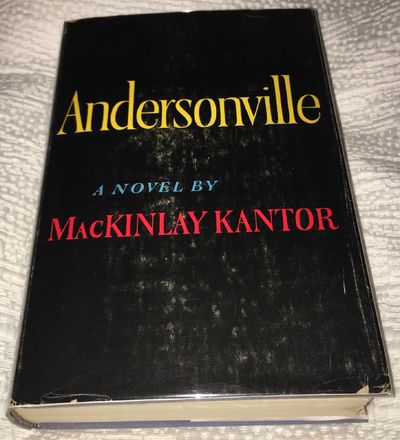 Andersonville
A NOVEL BY
MACKINLAY KANTOR